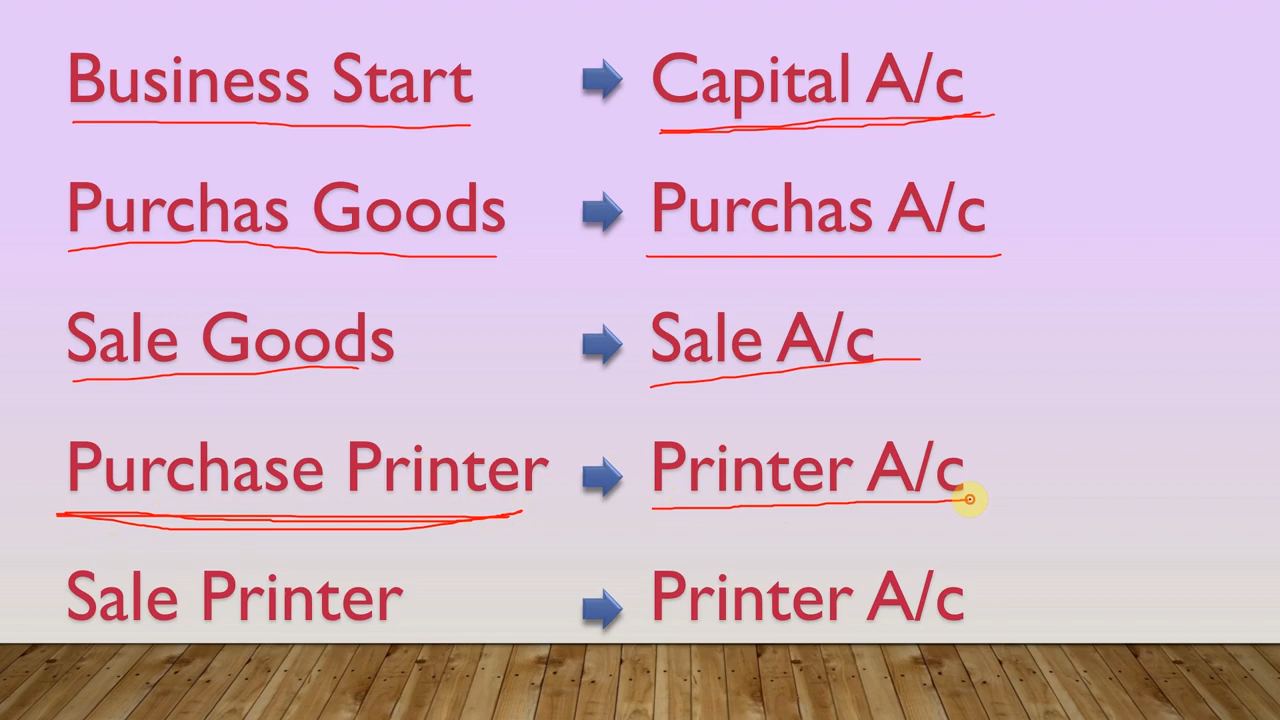 Business Start Capital A/c
Purchas Goods Purchas A/c
Sale Goods Sale A/c
Purchase Printer Printer A/c
Sale Printer Printer A/c